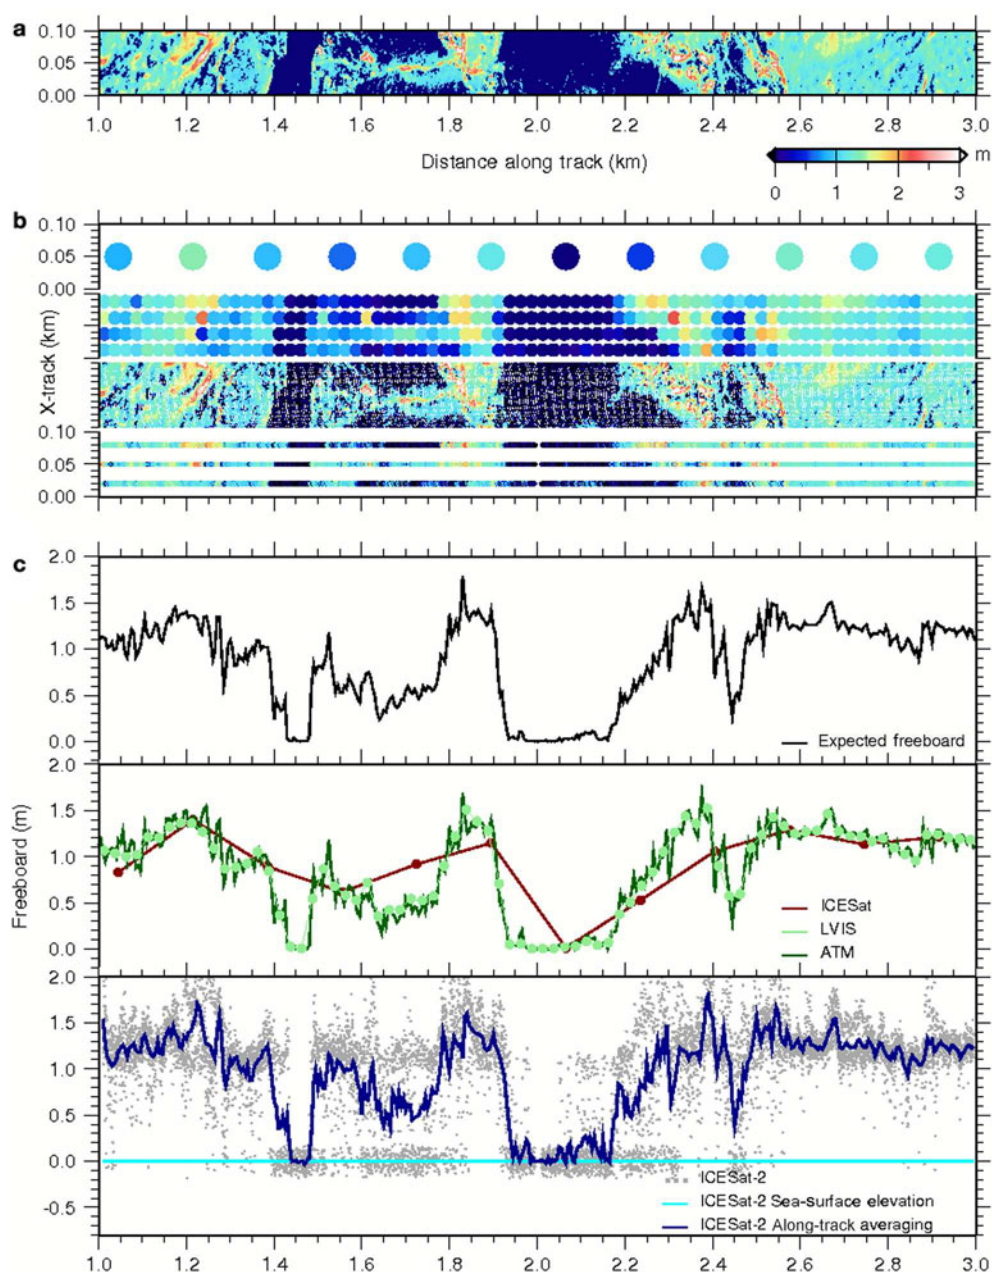 a
0.10
0.05
0.00
1.0 1.2 1.4 1.6 1.8 2.0 2.2 2.4 2.6 2.8 3.0
Distance along track (km)
m
0 1 2 3
b
0.10
0.05
0.00
X-track (km)
0.10
0.05
0.00
c
2.0
1.5
1.0
0.5
0.0
Expected freeboard
2.0
1.5
1.0
0.5
0.0
Freeboard (m)
ICESat
LVIS
ATM
2.0
1.5
1.0
0.5
0.0
-0.5
ICESat-2
ICESat-2 Sea-surface elevation
ICESat-2 Along-track averaging
1.0 1.2 1.4 1.6 1.8 2.0 2.2 2.4 2.6 2.8 3.0